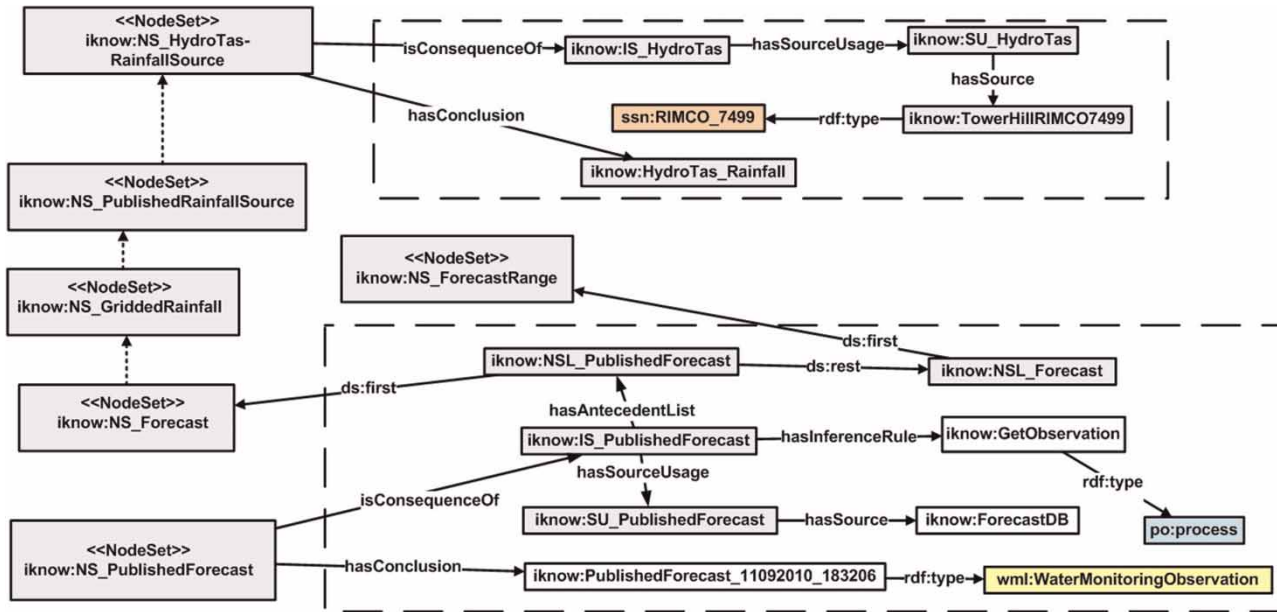 <<NodeSet>>
iknow:NS_HydroTas-
RainfallSource
isConsequenceOf
iknow:IS_HydroTas
hasSourceUsage
iknow:SU_HydroTas
hasSource
hasConclusion
ssn:RIMCO_7499
rdf:type
iknow:TowerHillRIMCO7499
iknow:HydroTas_Rainfall
<<NodeSet>>
iknow:NS_PublishedRainfallSource
<<NodeSet>>
iknow:NS_ForecastRange
<<NodeSet>>
iknow:NS_GriddedRainfall
ds:first
iknow:NSL_PublishedForecast
ds:rest
iknow:NSL_Forecast
ds:first
<<NodeSet>>
iknow:NS_Forecast
hasAntecedentList
iknow:IS_PublishedForecast
hasInferenceRule
iknow:GetObservation
hasSourceUsage
rdf:type
isConsequenceOf
iknow:SU_PublishedForecast
hasSource
iknow:ForecastDB
po:process
<<NodeSet>>
iknow:NS_PublishedForecast
hasConclusion
iknow:PublishedForecast_11092010_183206
rdf:type
wml:WaterMonitoringObservation